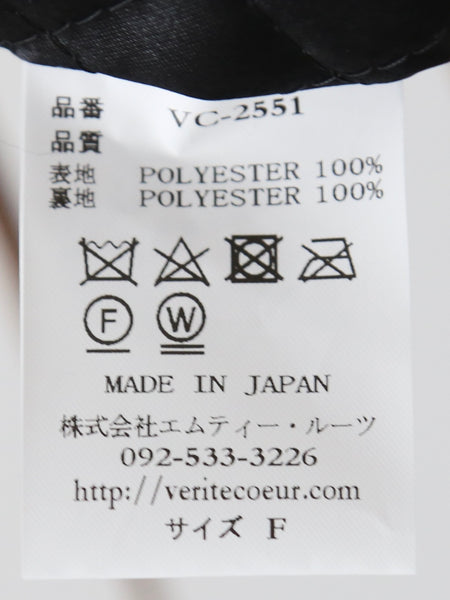 品番 VC-2551
品質
表地 POLYESTER 100%
裏地 POLYESTER 100%
F W
MADE IN JAPAN
株式会社エムティー・ルーツ
092-533-3226
http://veritecoeur.com
サイズ F